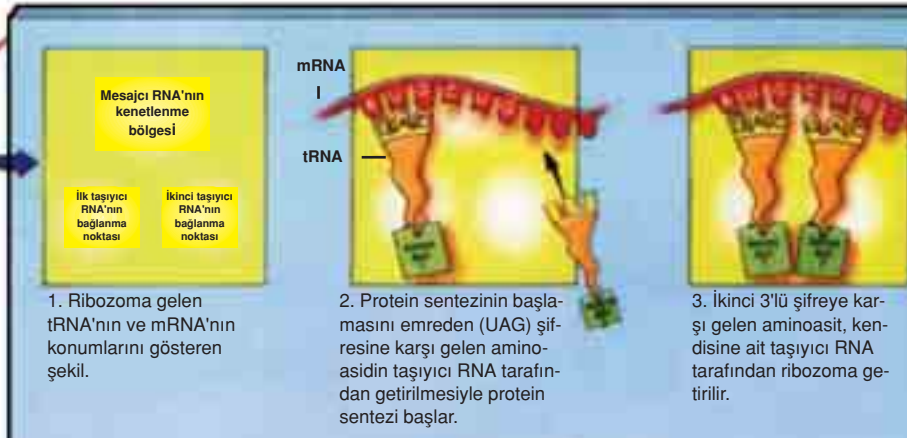 Mesajcı RNA'nın
kenetlenme
bölgesi
İlk taşıyıcı
RNA'nın
bağlanma
noktası
İkinci taşıyıcı
RNA'nın
bağlanma
noktası
1. Ribozoma gelen
tRNA'nın ve mRNA'nın
konumlarını gösteren
şekil.
mRNA
tRNA
2. Protein sentezinin başla-
masını emreden (UAG) şif-
resine karşı gelen amino-
asidin taşıyıcı RNA tarafın-
dan getirilmesiyle protein
sentezi başlar.
3. İkinci 3'lü şifreye kar-
şı gelen aminoasit, ken-
disine ait taşıyıcı RNA
tarafından ribozoma ge-
tirilir.